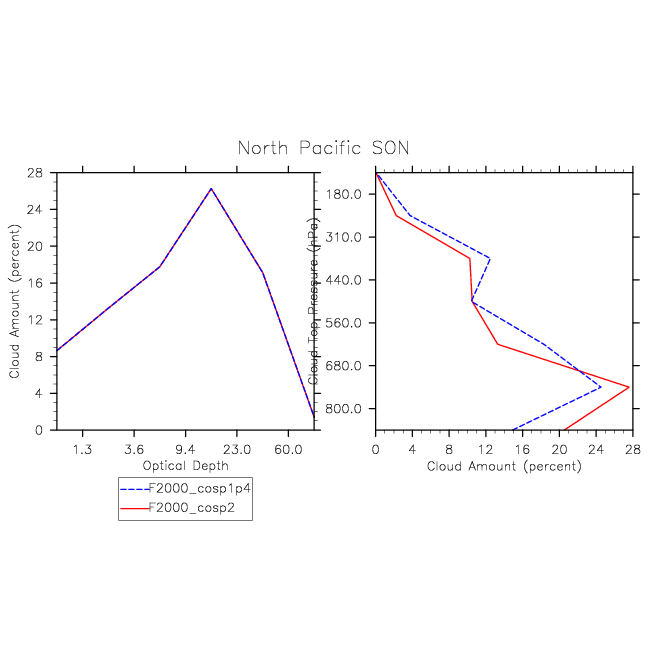 North Pacific SON
Cloud Amount (percent)
28
24
20
16
12
8
4
0
1.3 3.6 9.4 23.0 60.0
Optical Depth
Cloud Top Pressure (hPa)
180.0
310.0
440.0
560.0
680.0
800.0
0 4 8 12 16 20 24 28
Cloud Amount (percent)
F2000_cosp1p4
F2000_cosp2